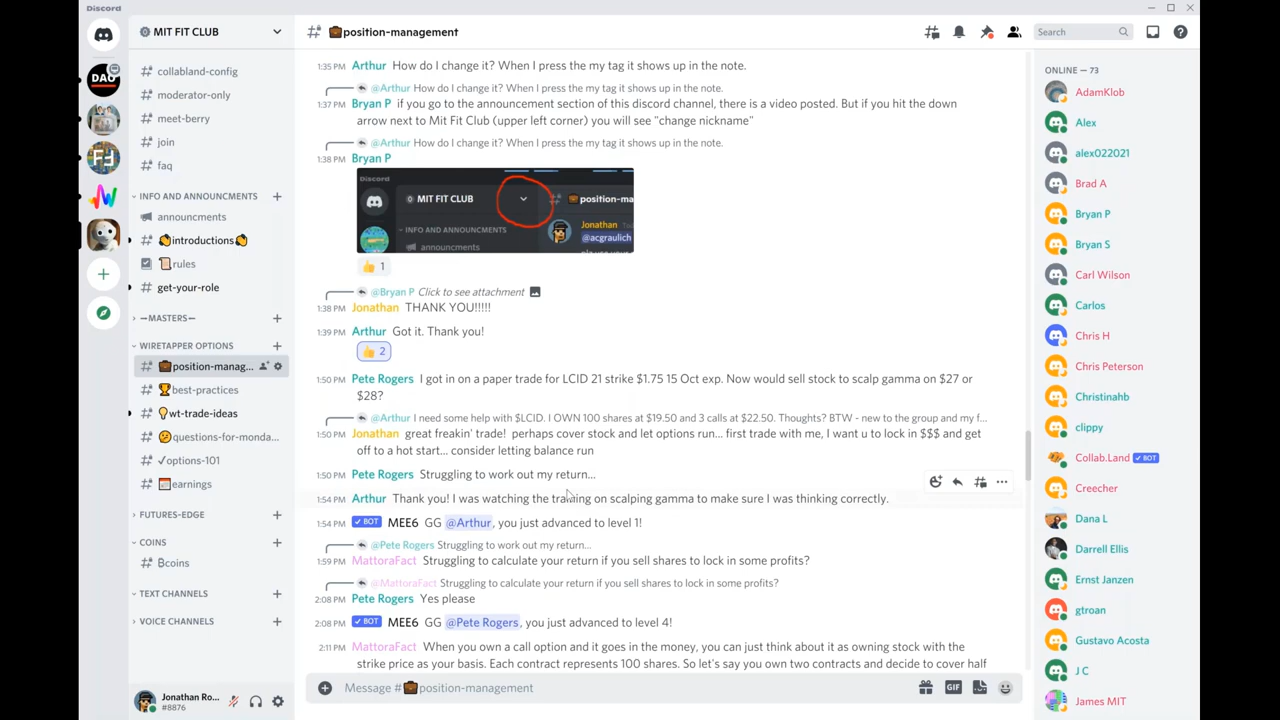 Discord
MIT FIT CLUB
collabland-config
moderator-only
meet-berry
join
faq
INFO AND ANNOUNCEMENTS
announcments
introductions
rules
get-your-role
—MASTERS—
WIRETAPPER OPTIONS
position-manag...
best-practices
wt-trade-ideas
questions-for-monda...
✓options-101
earnings
FUTURES-EDGE
COINS
Bcoins
TEXT CHANNELS
VOICE CHANNELS
Jonathan Ro...
#8876
position-management
Search
1:35 PM Arthur How do I change it? When I press the my tag it shows up in the note.
@Arthur How do I change it? When I press the my tag it shows up in the note.
1:37 PM Bryan P if you go to the announcement section of this discord channel, there is a video posted. But if you hit the down
arrow next to Mit Fit Club (upper left corner) you will see "change nickname"
@Arthur How do I change it? When I press the my tag it shows up in the note.
1:38 PM Bryan P
Discord
MIT FIT CLUB
position-ma
INFO AND ANNOUNCEMENTS
Jonathan
@acgraulich
announcments
1
@Bryan P Click to see attachment
1:38 PM Jonathan THANK YOU!!!!!
1:39 PM Arthur Got it. Thank you!
2
1:50 PM Pete Rogers I got in on a paper trade for LCID 21 strike $1.75 15 Oct exp. Now would sell stock to scalp gamma on $27 or
$28?
@Arthur I need some help with $LCID. I OWN 100 shares at $19.50 and 3 calls at $22.50. Thoughts? BTW - new to the group and my f...
1:50 PM Jonathan great freakin' trade! perhaps cover stock and let options run... first trade with me, I want u to lock in $$$ and get
off to a hot start... consider letting balance run
1:50 PM Pete Rogers Struggling to work out my return...
1:54 PM Arthur Thank you! I was watching the training on scalping gamma to make sure I was thinking correctly.
1:54 PM ✓ BOT MEE6 GG @Arthur, you just advanced to level 1!
@Pete Rogers Struggling to work out my return...
1:59 PM MattoraFact Struggling to calculate your return if you sell shares to lock in some profits?
@MattoraFact Struggling to calculate your return if you sell shares to lock in some profits?
2:08 PM Pete Rogers Yes please
2:08 PM ✓ BOT MEE6 GG @Pete Rogers, you just advanced to level 4!
2:11 PM MattoraFact When you own a call option and it goes in the money, you can just think about it as owning stock with the
strike price as your basis. Each contract represents 100 shares. So let's say you own two contracts and decide to cover half
Message #position-management
GIF
ONLINE — 73
AdamKlob
Alex
alex022021
Brad A
Bryan P
Bryan S
Carl Wilson
Carlos
Chris H
Chris Peterson
Christinahb
clippy
Collab.Land ✓ BOT
Creecher
Dana L
Darrell Ellis
Ernst Janzen
gtroan
Gustavo Acosta
J C
James MIT
DAO